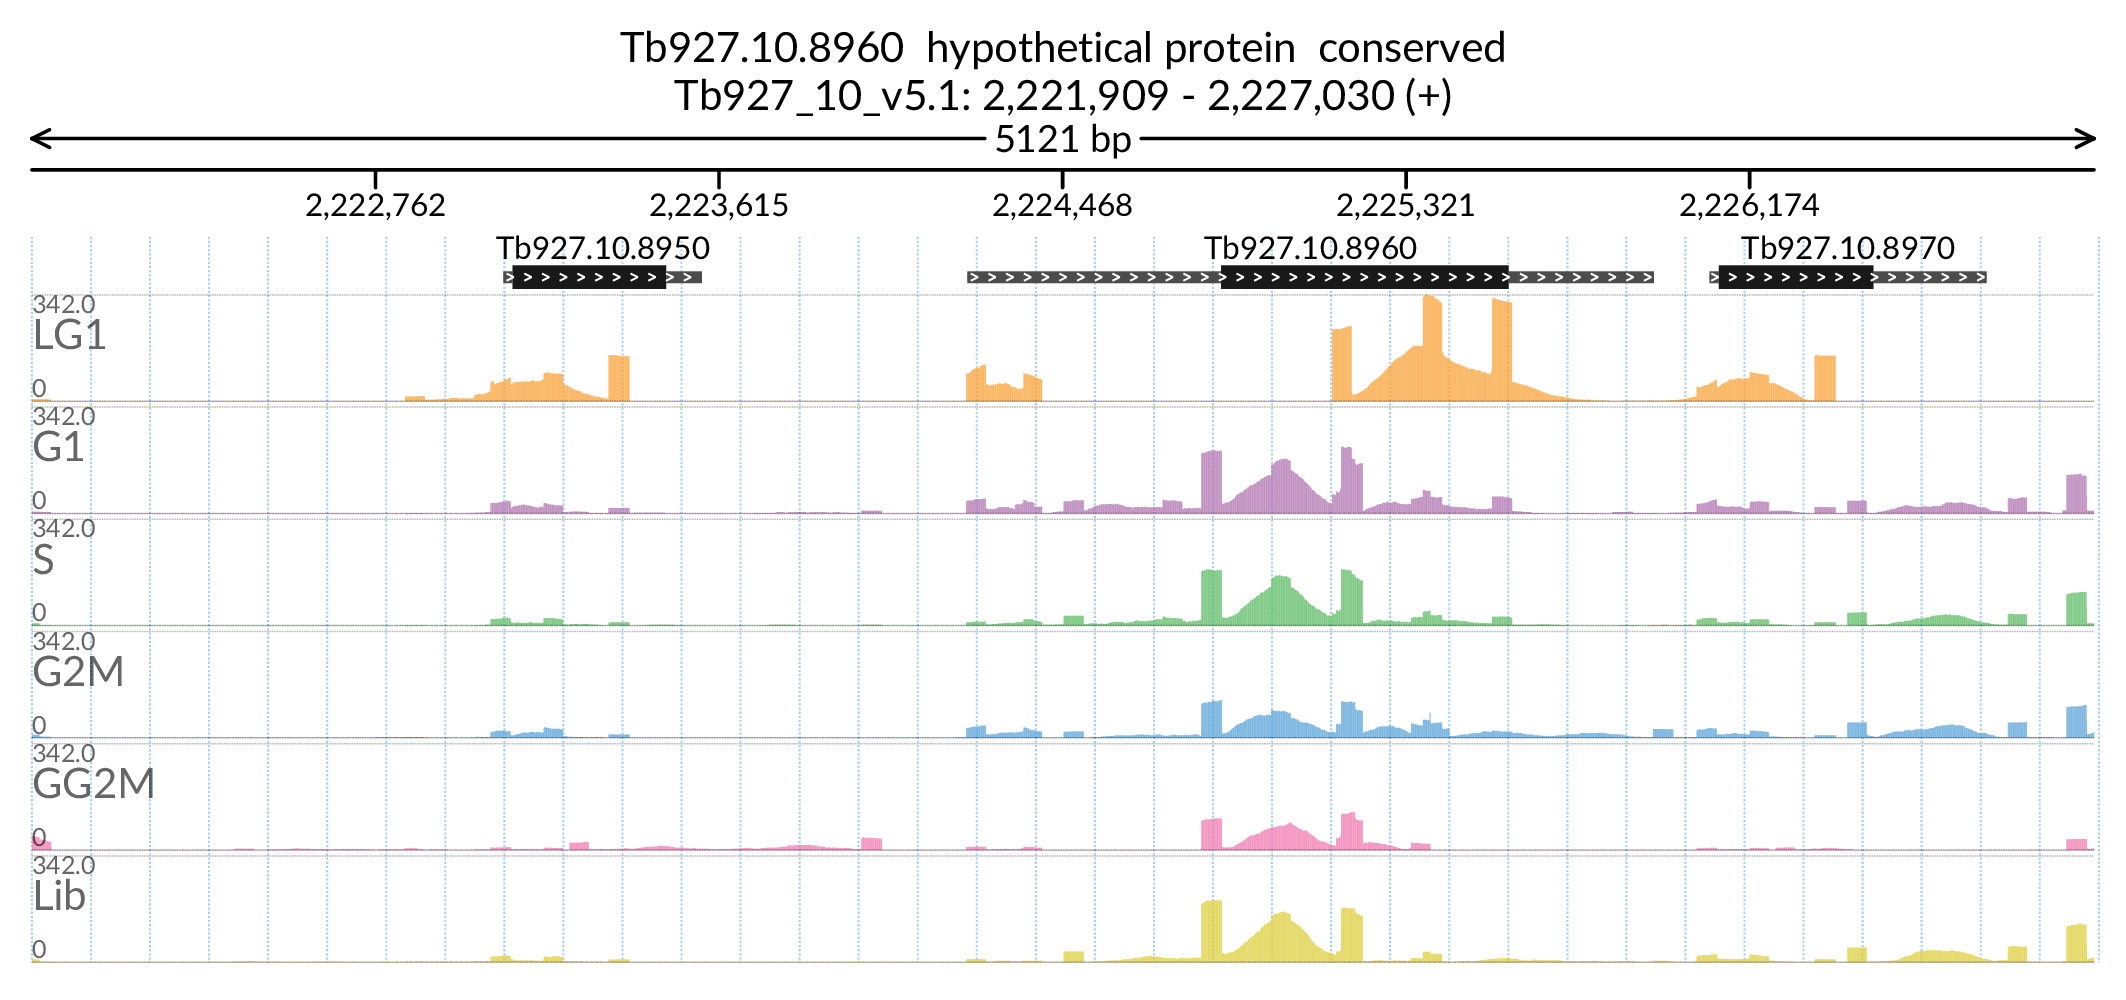 Tb927.10.8960  hypothetical protein  conserved
Tb927_10_v5.1: 2,221,909 - 2,227,030 (+)
5121 bp
2,222,762 2,223,615 2,224,468 2,225,321 2,226,174
Tb927.10.8950 Tb927.10.8960 Tb927.10.8970
342.0
LG1
0
342.0
G1
0
342.0
S
0
342.0
G2M
0
342.0
GG2M
0
342.0
Lib
0